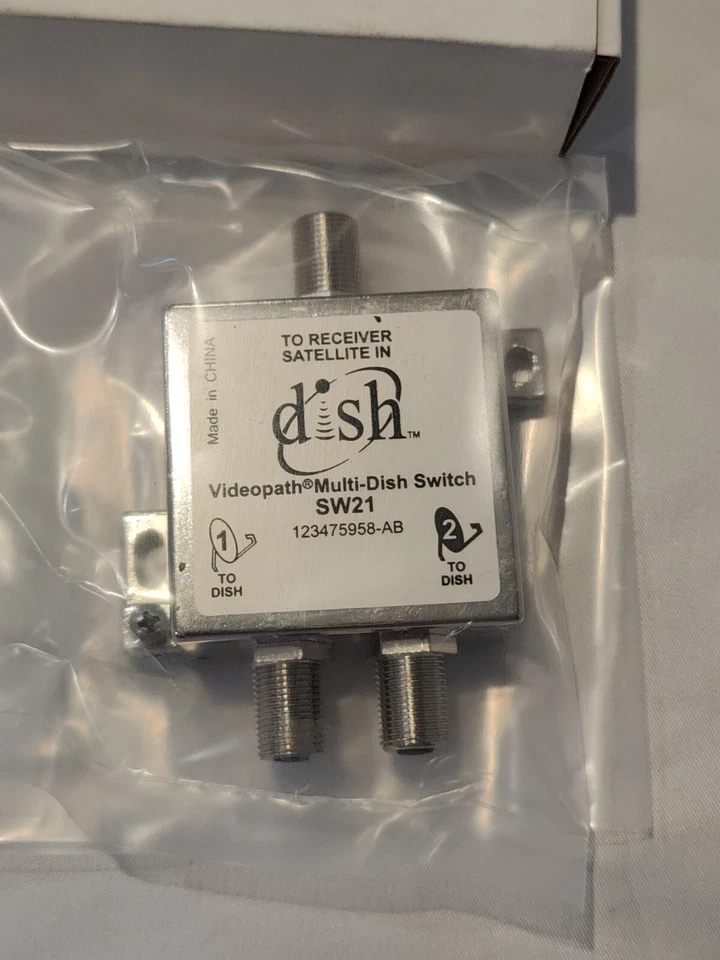 TO RECEIVER
SATELLITE IN
Made in CHINA
dish™
Videopath®Multi-Dish Switch
SW21
123475958-AB
1
TO
DISH
2
TO
DISH